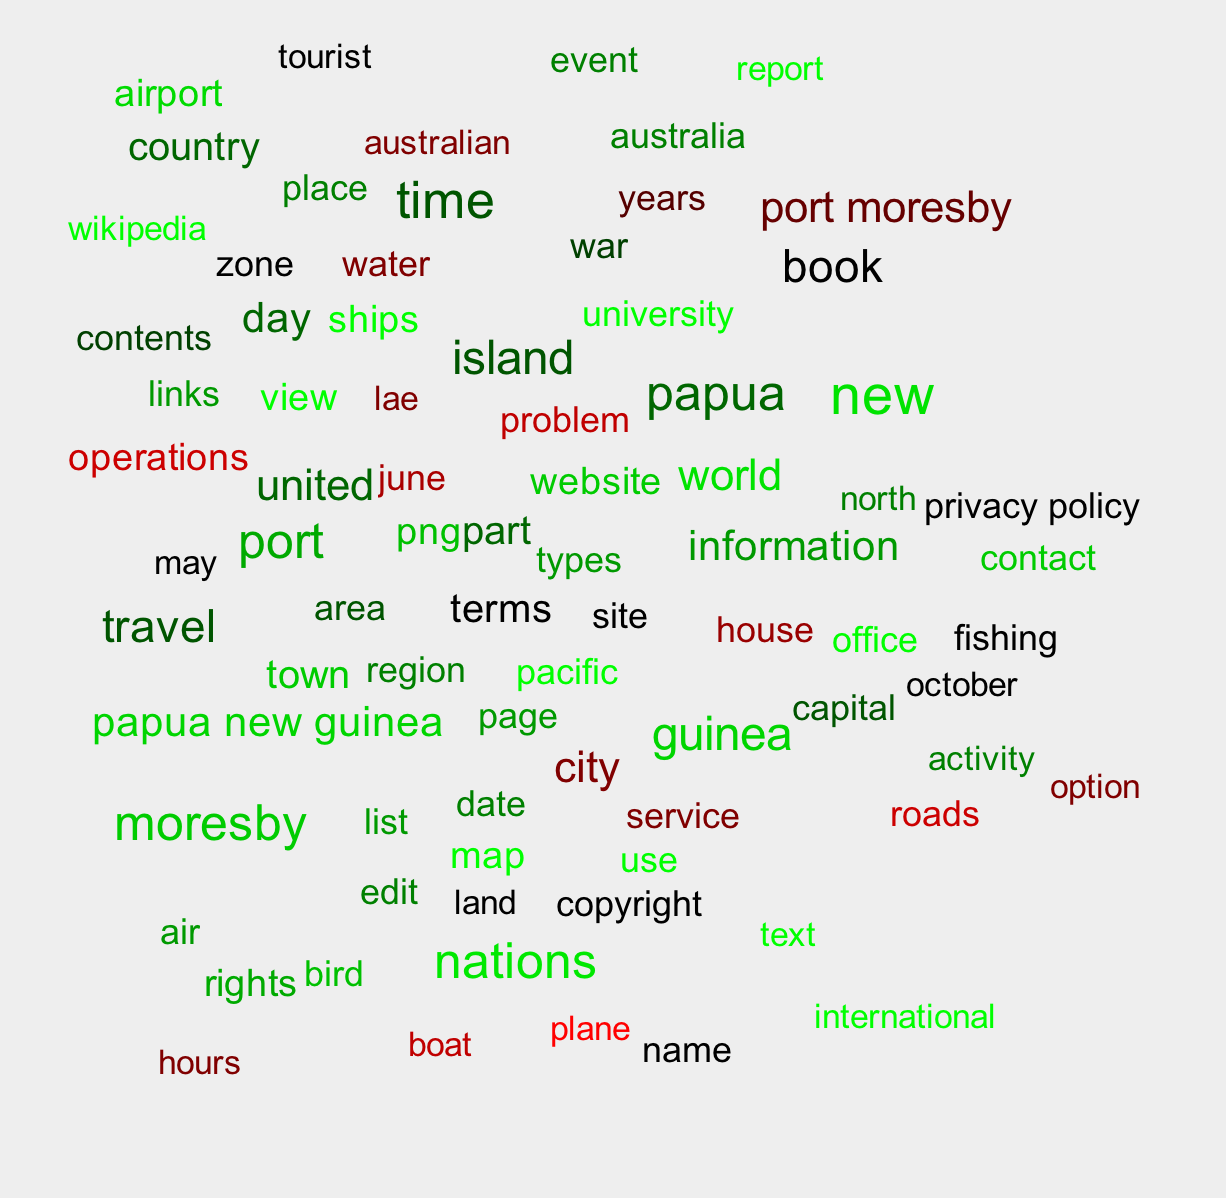 tourist
event
report
airport
country
australian
australia
place
time
years
port moresby
wikipedia
war
zone
water
book
day
ships
university
contents
island
links
view
lae
papua
new
problem
operations
united
june
website
world
north
privacy policy
port
png
part
information
may
types
contact
travel
area
terms
site
house
office
fishing
town
region
pacific
october
papua new guinea
page
capital
guinea
city
activity
option
moresby
list
date
service
roads
map
use
edit
land
copyright
air
text
nations
rights
bird
international
hours
boat
plane
name